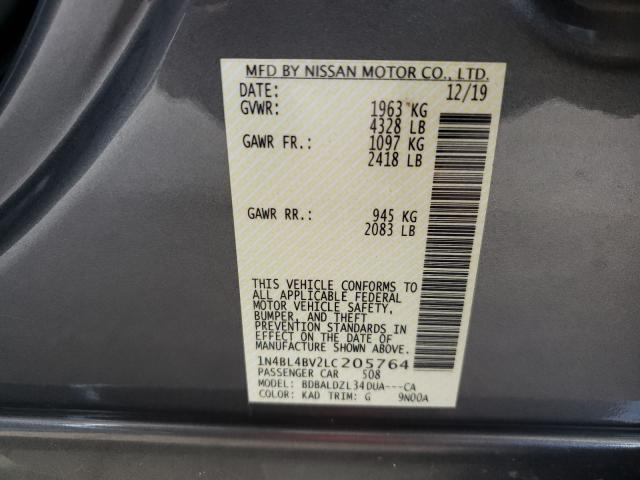 MFD BY NISSAN MOTOR CO., LTD.
DATE: 12/19
GVWR: 1963 KG
4328 LB
GAWR FR.: 1097 KG
2418 LB
GAWR RR.: 945 KG
2083 LB
THIS VEHICLE CONFORMS TO
ALL APPLICABLE FEDERAL
MOTOR VEHICLE SAFETY,
BUMPER, AND THEFT
PREVENTION STANDARDS IN
EFFECT ON THE DATE OF
MANUFACTURE SHOWN ABOVE.
1N4BL4BV2LC205764
PASSENGER CAR 508
MODEL: BDBALDZL34DUA---CA
COLOR: KAD TRIM: G 9N00A